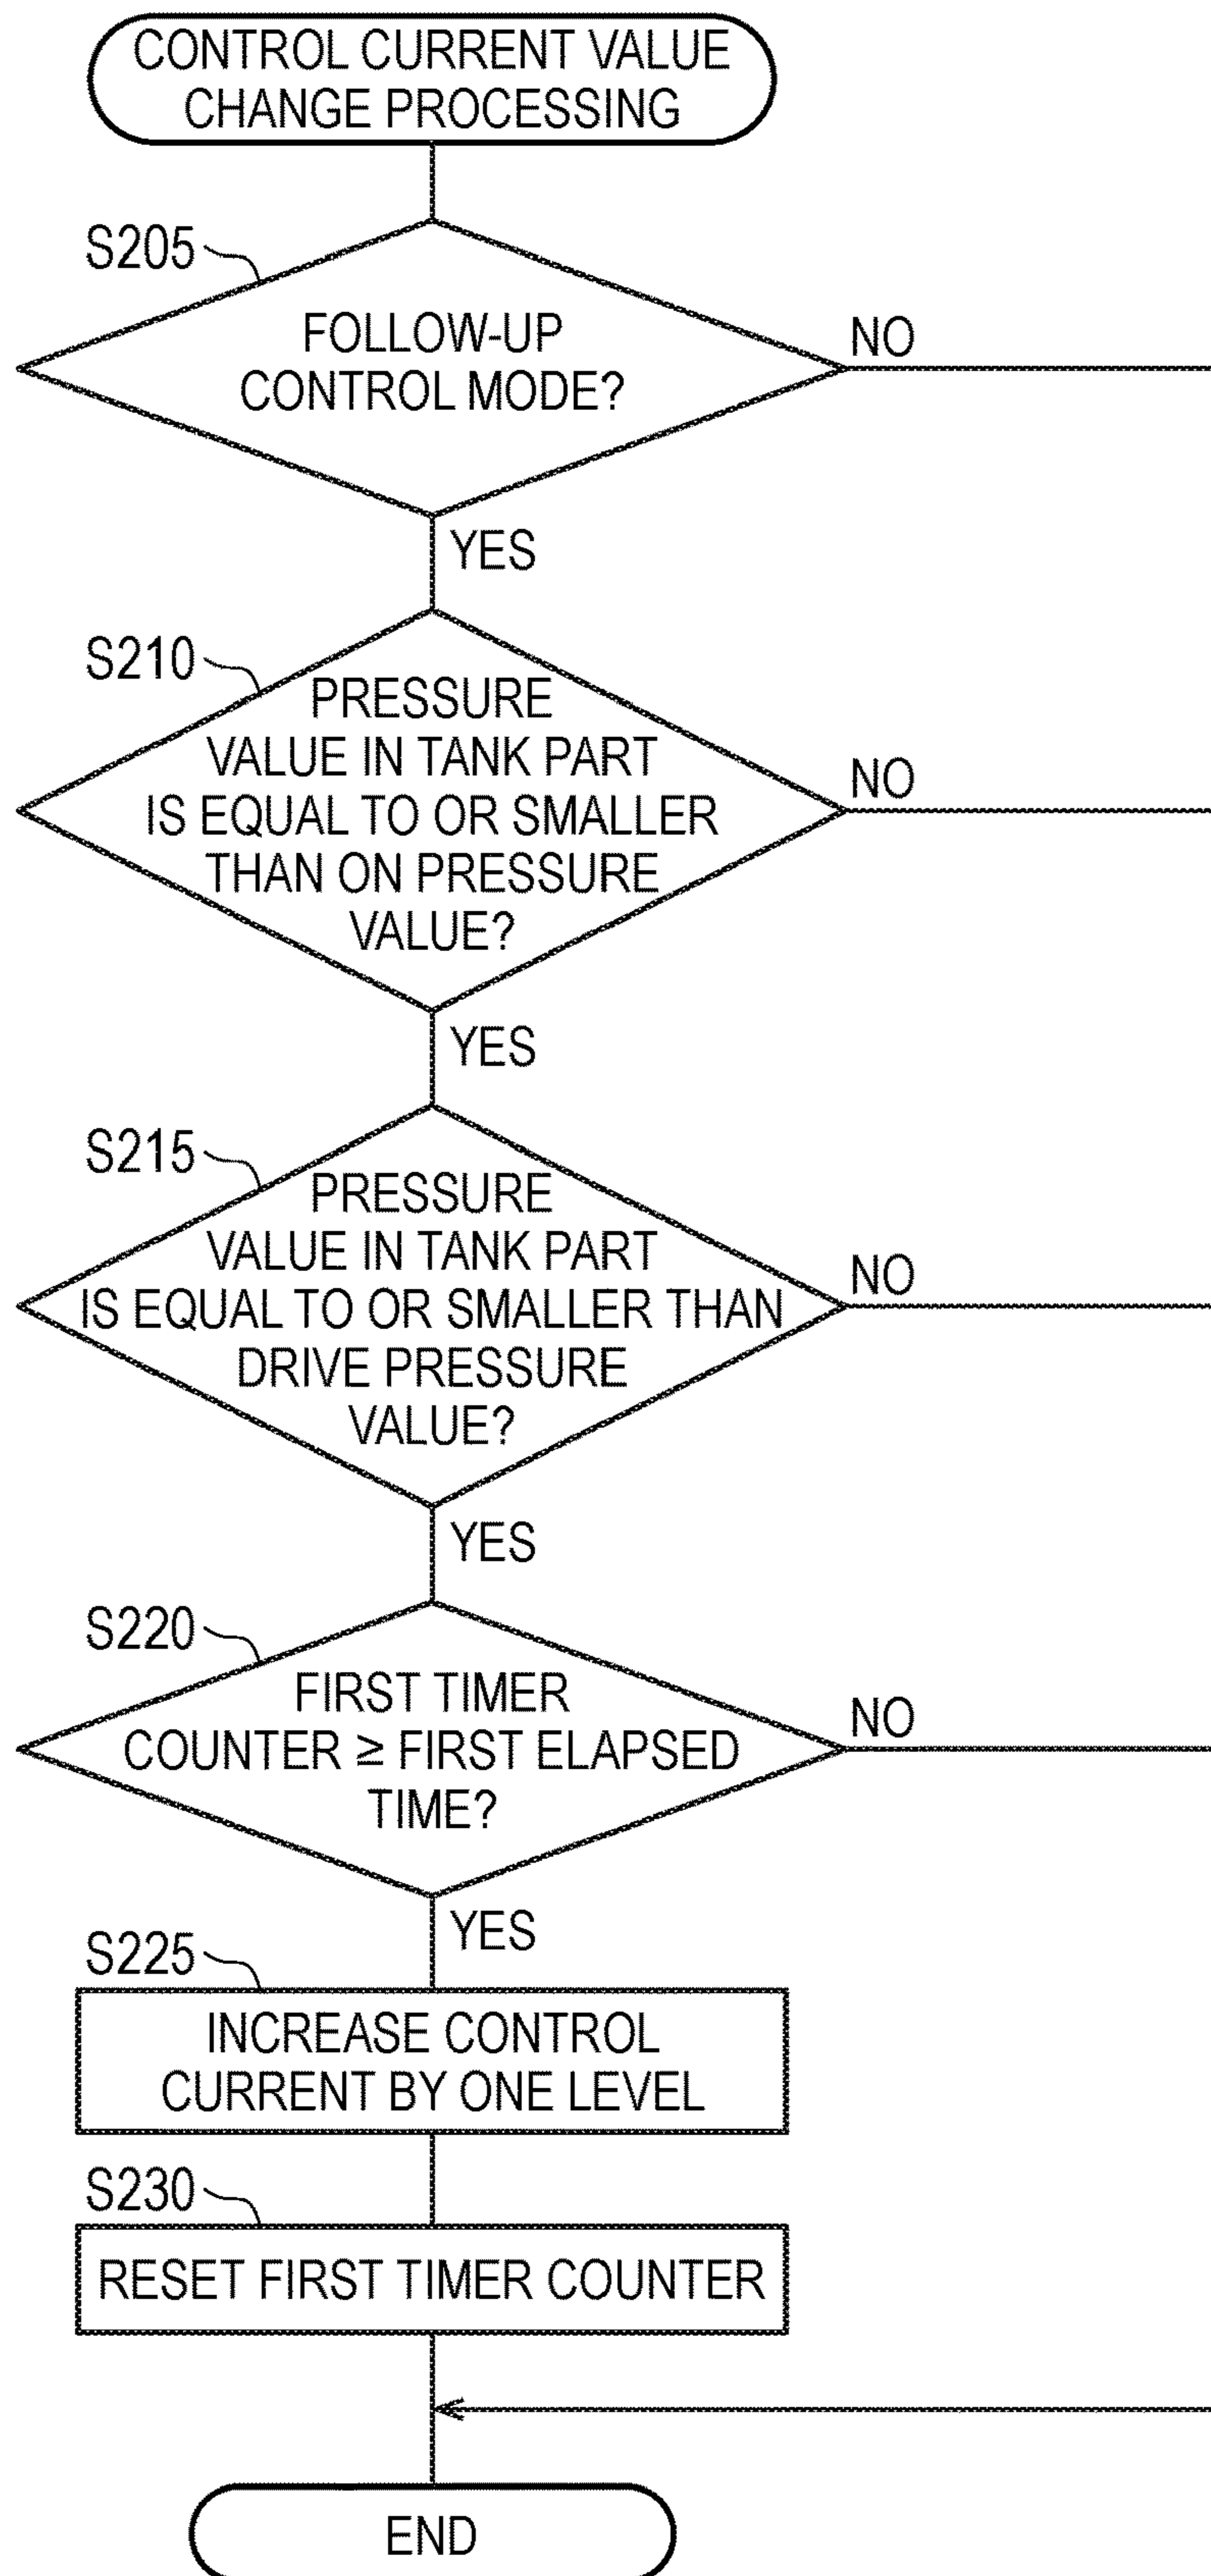 CONTROL CURRENT VALUE
CHANGE PROCESSING
S205
FOLLOW-UP
CONTROL MODE?
NO
YES
S210
PRESSURE
VALUE IN TANK PART
IS EQUAL TO OR SMALLER
THAN ON PRESSURE
VALUE?
NO
YES
S215
PRESSURE
VALUE IN TANK PART
IS EQUAL TO OR SMALLER THAN
DRIVE PRESSURE
VALUE?
NO
YES
S220
FIRST TIMER
COUNTER ≥ FIRST ELAPSED
TIME?
NO
YES
S225
INCREASE CONTROL
CURRENT BY ONE LEVEL
S230
RESET FIRST TIMER COUNTER
END